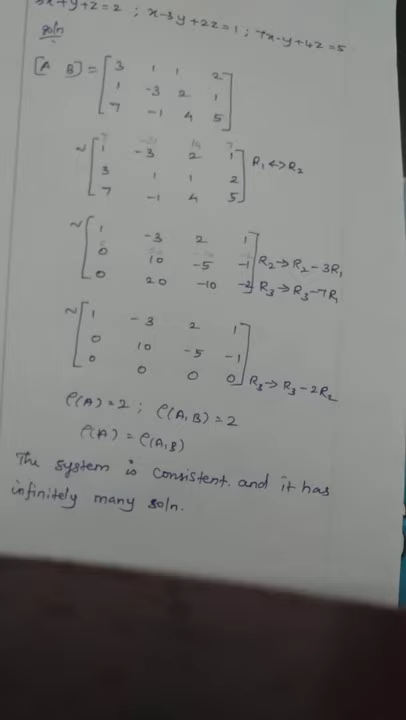 3x+y+z=2 ; x-3y+2z=1 ; 7x-y+4z=5
soln
[A B] = [3 1 1 2
1 -3 2 1
7 -1 4 5]
~ [1 -3 2 1
3 1 1 2
7 -1 4 5] R₁↔R₂
~ [1 -3 2 1
0 10 -5 -1 R₂→R₂-3R₁
0 20 -10 -2] R₃→R₃-7R₁
~ [1 -3 2 1
0 10 -5 -1
0 0 0 0] R₃→R₃-2R₂
ρ(A)=2 ; ρ(A,B)=2
ρ(A) = ρ(A,B)
The system is consistent. and it has
infinitely many soln.